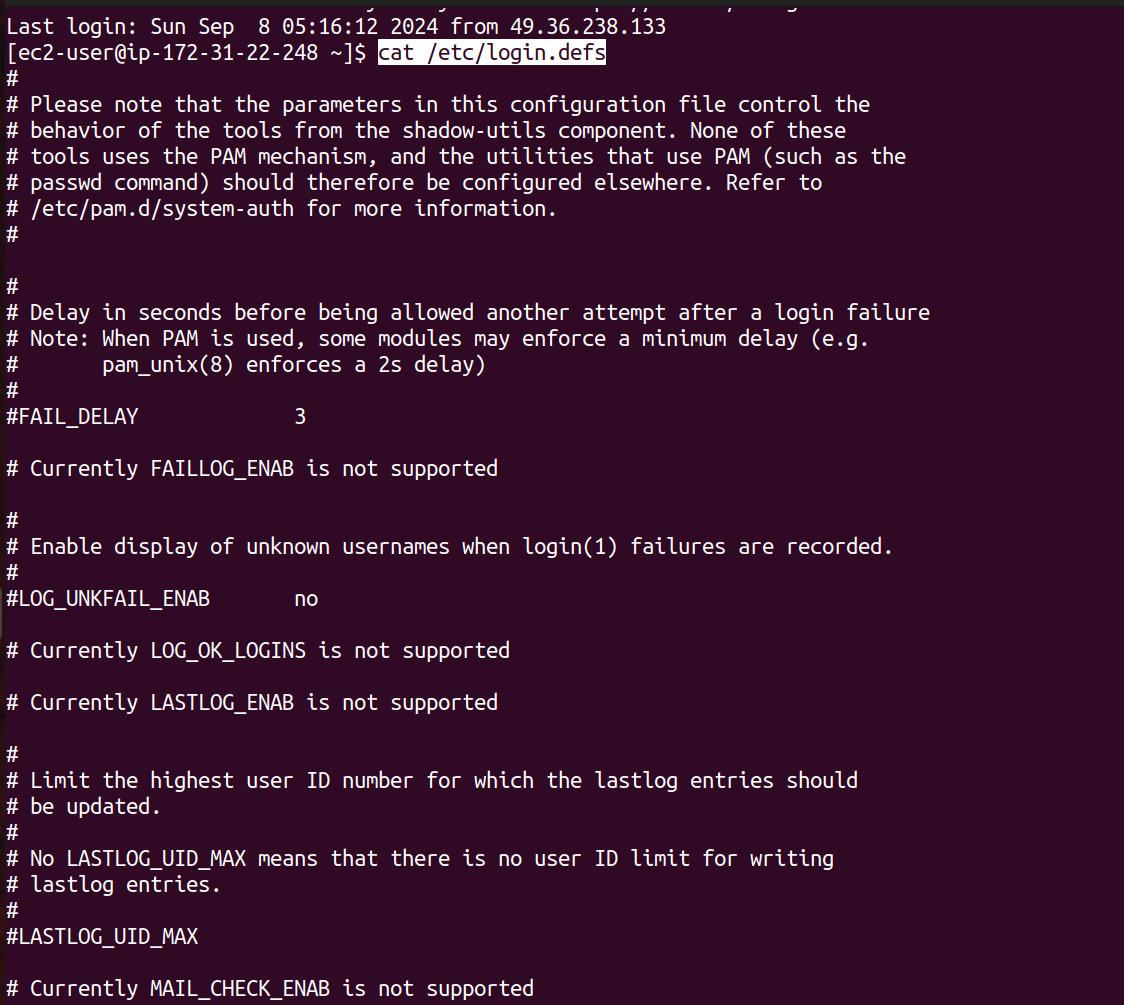 Last login: Sun Sep  8 05:16:12 2024 from 49.36.238.133
[ec2-user@ip-172-31-22-248 ~]$ cat /etc/login.defs
#
# Please note that the parameters in this configuration file control the
# behavior of the tools from the shadow-utils component. None of these
# tools uses the PAM mechanism, and the utilities that use PAM (such as the
# passwd command) should therefore be configured elsewhere. Refer to
# /etc/pam.d/system-auth for more information.
#

#
# Delay in seconds before being allowed another attempt after a login failure
# Note: When PAM is used, some modules may enforce a minimum delay (e.g.
#       pam_unix(8) enforces a 2s delay)
#
#FAIL_DELAY             3

# Currently FAILLOG_ENAB is not supported

#
# Enable display of unknown usernames when login(1) failures are recorded.
#
#LOG_UNKFAIL_ENAB       no

# Currently LOG_OK_LOGINS is not supported

# Currently LASTLOG_ENAB is not supported

#
# Limit the highest user ID number for which the lastlog entries should
# be updated.
#
# No LASTLOG_UID_MAX means that there is no user ID limit for writing
# lastlog entries.
#
#LASTLOG_UID_MAX

# Currently MAIL_CHECK_ENAB is not supported